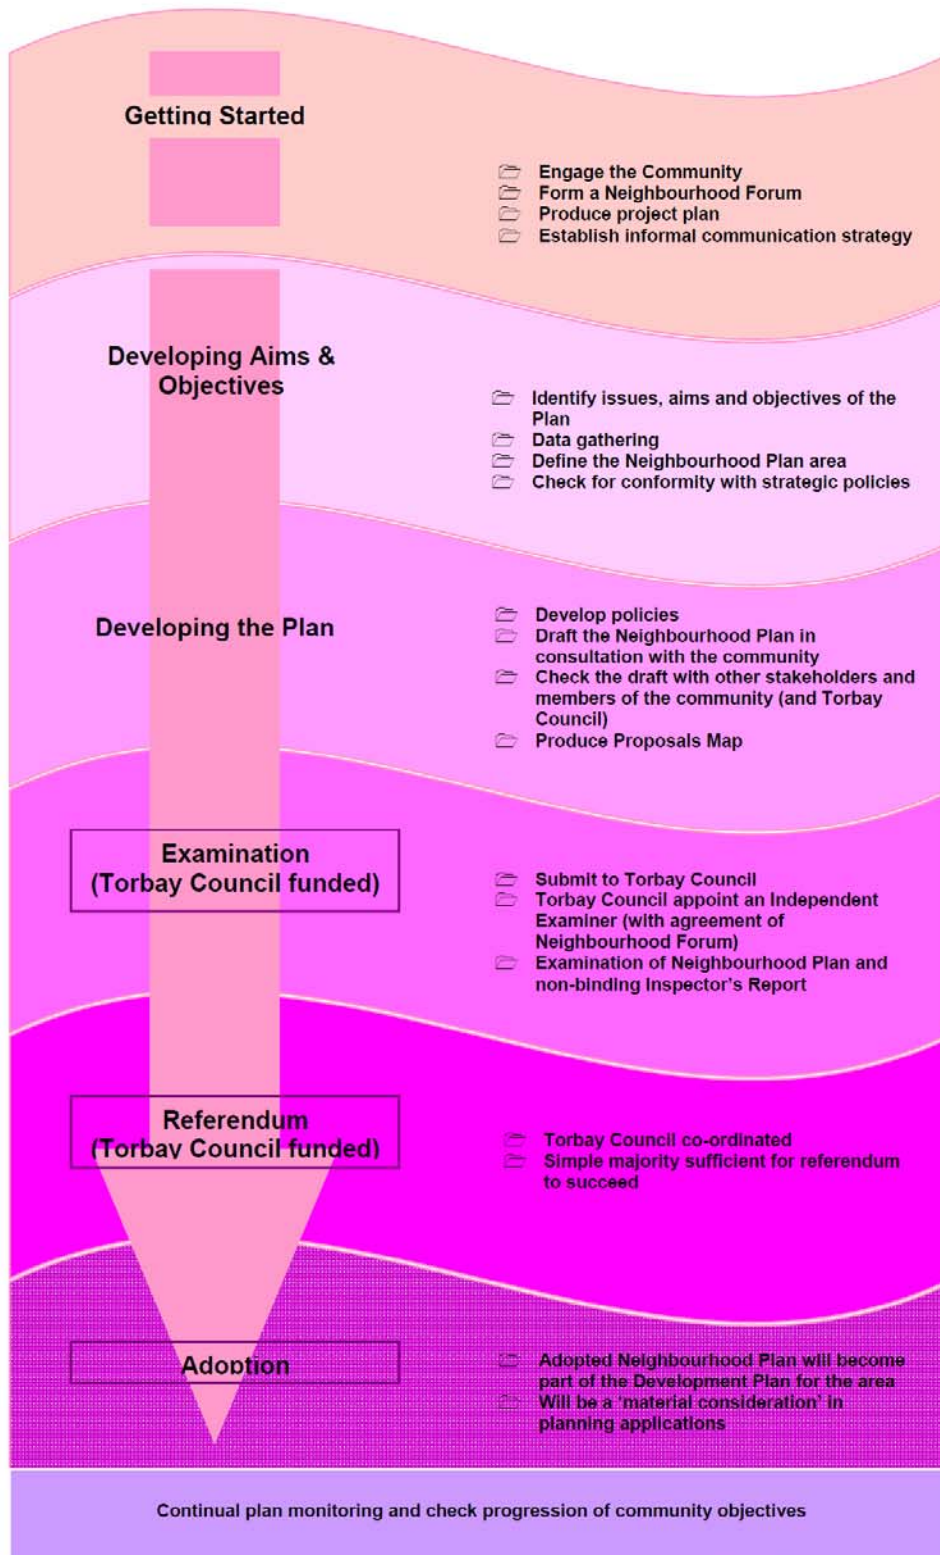 Getting Started
Engage the Community
Form a Neighbourhood Forum
Produce project plan
Establish informal communication strategy
Developing Aims &
Objectives
Identify issues, aims and objectives of the
Plan
Data gathering
Define the Neighbourhood Plan area
Check for conformity with strategic policies
Developing the Plan
Develop policies
Draft the Neighbourhood Plan in
consultation with the community
Check the draft with other stakeholders and
members of the community (and Torbay
Council)
Produce Proposals Map
Examination
(Torbay Council funded)
Submit to Torbay Council
Torbay Council appoint an Independent
Examiner (with agreement of
Neighbourhood Forum)
Examination of Neighbourhood Plan and
non-binding Inspector's Report
Referendum
(Torbay Council funded)
Torbay Council co-ordinated
Simple majority sufficient for referendum
to succeed
Adoption
Adopted Neighbourhood Plan will become
part of the Development Plan for the area
Will be a 'material consideration' in
planning applications
Continual plan monitoring and check progression of community objectives